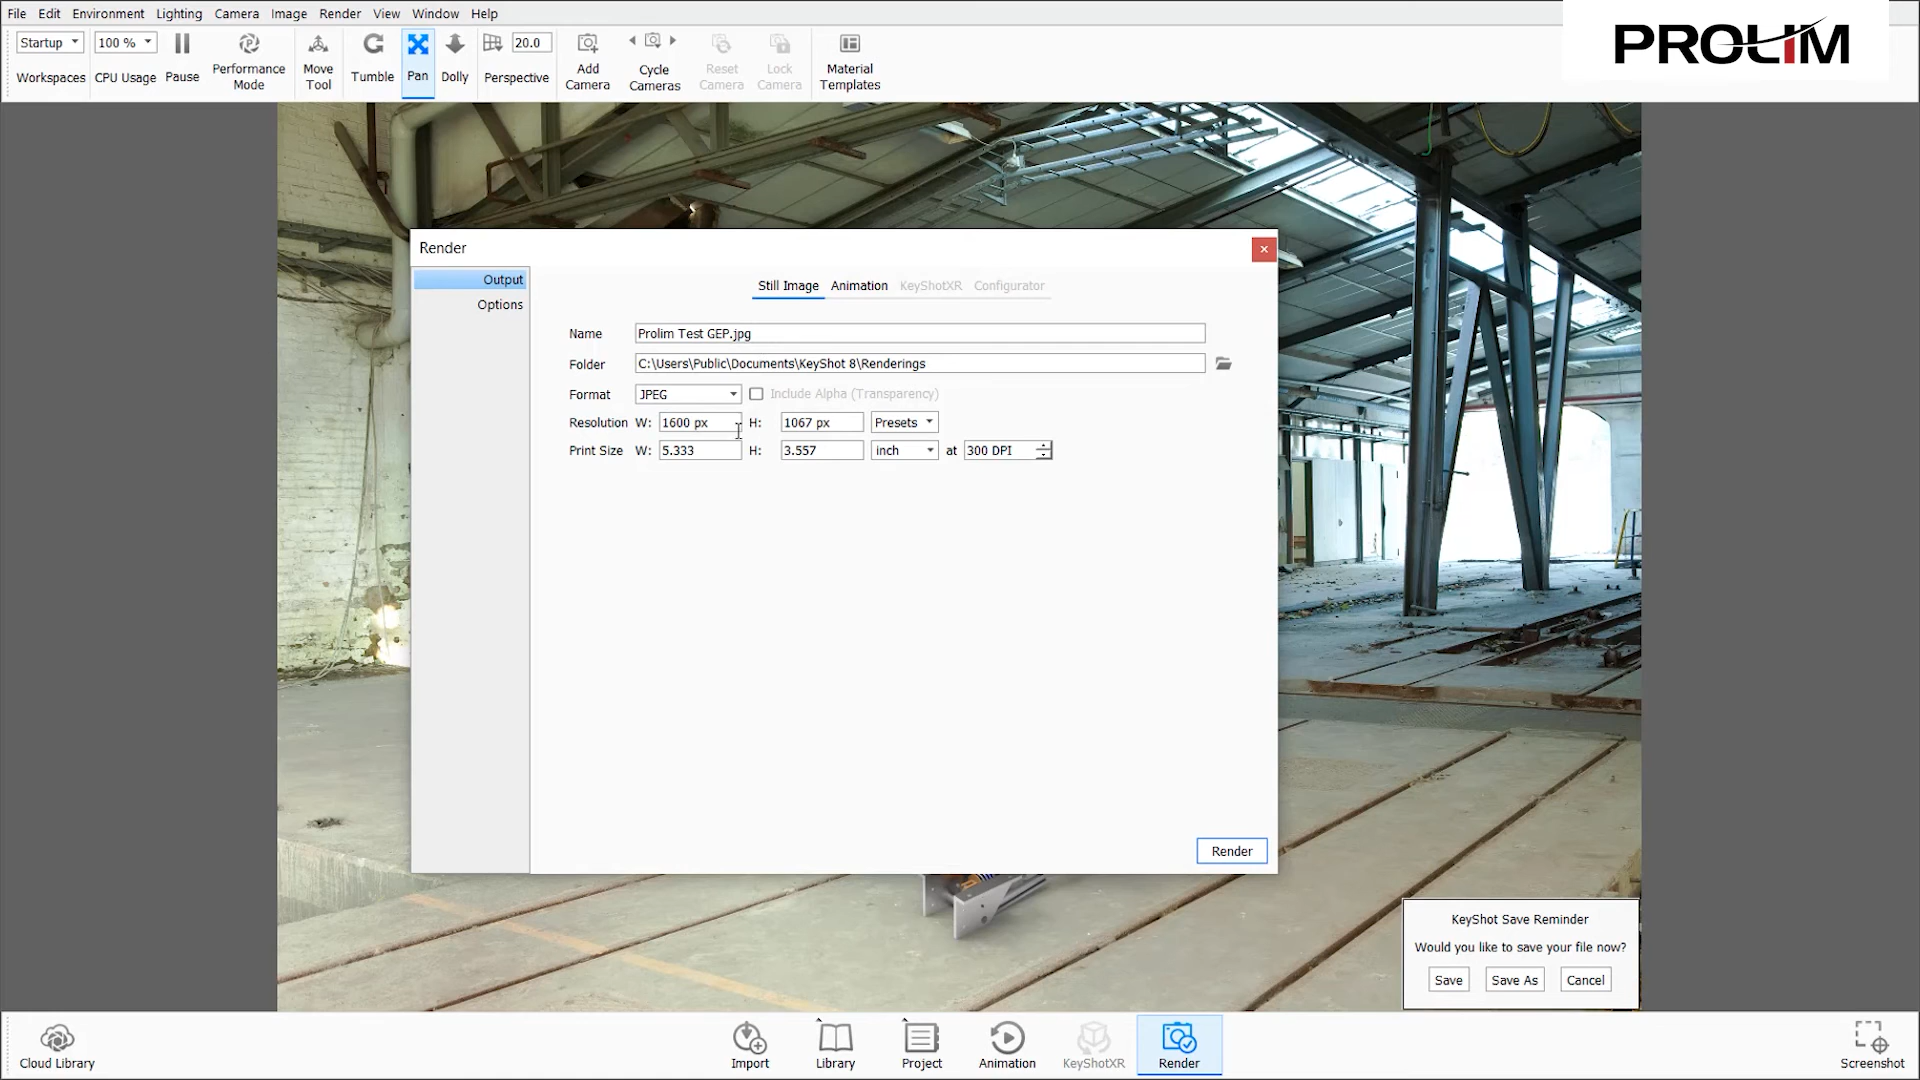 File Edit Environment Lighting Camera Image Render View Window Help
PROLIM
Startup 100 % 20.0
Workspaces CPU Usage Pause Performance Mode Move Tool Tumble Pan Dolly Perspective Add Camera Cycle Cameras Reset Camera Lock Camera Material Templates
Render
Output
Options
Still Image Animation KeyShotXR Configurator
Name Prolim Test GEP.jpg
Folder C:\Users\Public\Documents\KeyShot 8\Renderings
Format JPEG Include Alpha (Transparency)
Resolution W: 1600 px H: 1067 px Presets
Print Size W: 5.333 H: 3.557 inch at 300 DPI
Render
KeyShot Save Reminder
Would you like to save your file now?
Save Save As Cancel
Cloud Library Import Library Project Animation KeyShotXR Render Screenshot